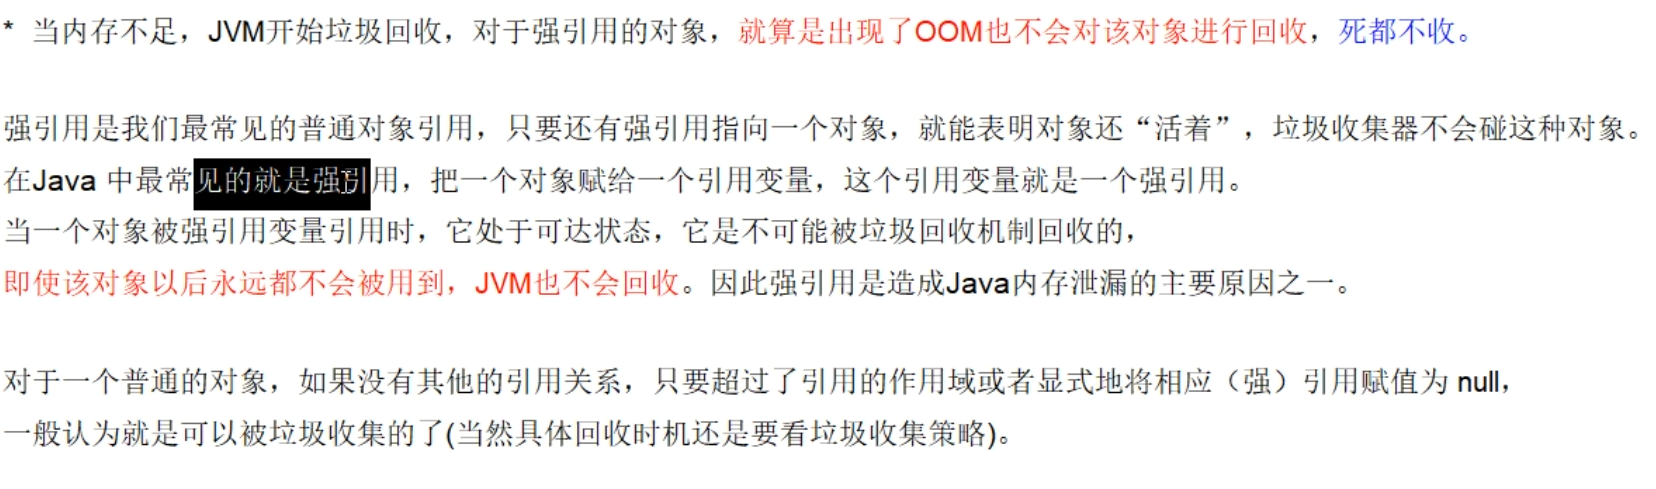 * 当内存不足，JVM开始垃圾回收，对于强引用的对象，就算是出现了OOM也不会对该对象进行回收，死都不收。
强引用是我们最常见的普通对象引用，只要还有强引用指向一个对象，就能表明对象还“活着”，垃圾收集器不会碰这种对象。
在Java 中最常见的就是强引用，把一个对象赋给一个引用变量，这个引用变量就是一个强引用。
当一个对象被强引用变量引用时，它处于可达状态，它是不可能被垃圾回收机制回收的，
即使该对象以后永远都不会被用到，JVM也不会回收。因此强引用是造成Java内存泄漏的主要原因之一。
对于一个普通的对象，如果没有其他的引用关系，只要超过了引用的作用域或者显式地将相应（强）引用赋值为 null，
一般认为就是可以被垃圾收集的了(当然具体回收时机还是要看垃圾收集策略)。